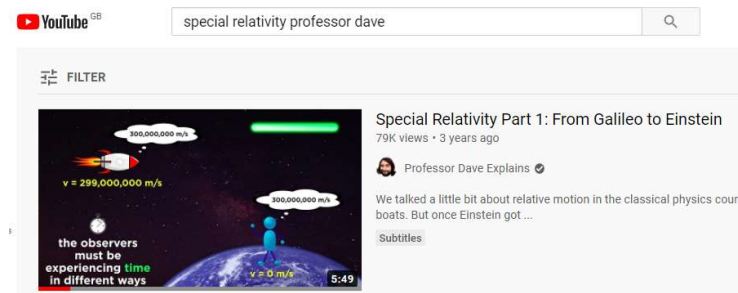 YouTube GB
special relativity professor dave
FILTER
300,000,000 m/s
v = 299,000,000 m/s
300,000,000 m/s
the observers
must be
experiencing time
in different ways
v = 0 m/s
5:49
Special Relativity Part 1: From Galileo to Einstein
79K views • 3 years ago
Professor Dave Explains
We talked a little bit about relative motion in the classical physics cour
boats. But once Einstein got ...
Subtitles